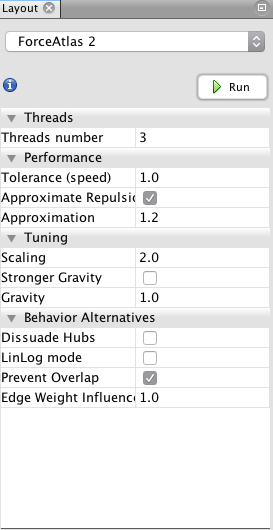 Layout
ForceAtlas 2
Run
Threads
Threads number 3
Performance
Tolerance (speed) 1.0
Approximate Repulsic
Approximation 1.2
Tuning
Scaling 2.0
Stronger Gravity
Gravity 1.0
Behavior Alternatives
Dissuade Hubs
LinLog mode
Prevent Overlap
Edge Weight Influenc 1.0